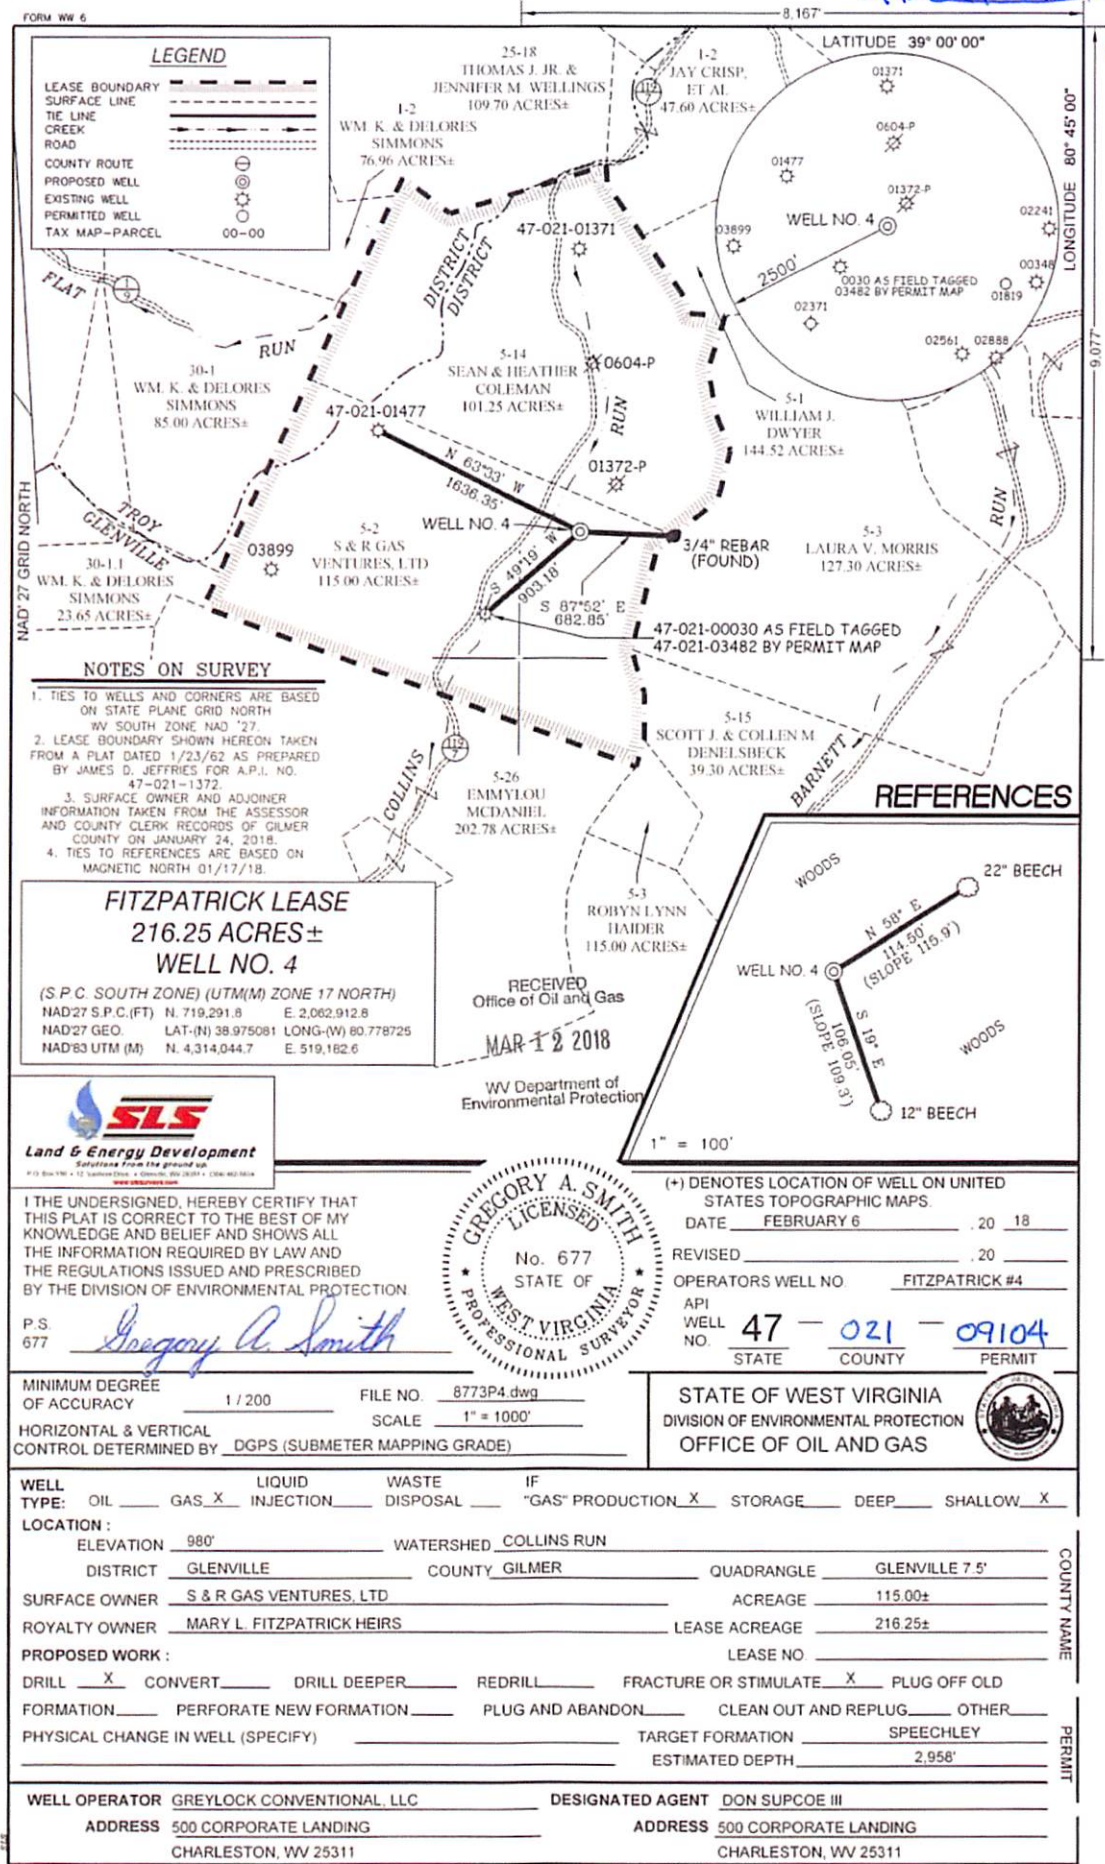 FORM WW 6
8,167'
LATITUDE 39° 00' 00"
LONGITUDE 80° 45' 00"
9,077'
LEGEND
LEASE BOUNDARY
SURFACE LINE
TIE LINE
CREEK
ROAD
COUNTY ROUTE
PROPOSED WELL
EXISTING WELL
PERMITTED WELL
TAX MAP-PARCEL 00-00
25-18
THOMAS J. JR. &
JENNIFER M. WELLINGS
109.70 ACRES±
1-2
JAY CRISP,
ET AL
47.60 ACRES±
1-2
WM. K. & DELORES
SIMMONS
76.96 ACRES±
119
7
01371
0604-P
01477
01372-P
WELL NO. 4
02241
03899
2500'
00348
0030 AS FIELD TAGGED
03482 BY PERMIT MAP
01819
02371
02561
02888
47-021-01371
DISTRICT
DISTRICT
FLAT
RUN
1
9
30-1
WM. K. & DELORES
SIMMONS
85.00 ACRES±
5-14
SEAN & HEATHER
COLEMAN
101.25 ACRES±
0604-P
RUN
5-1
WILLIAM J.
DWYER
144.52 ACRES±
47-021-01477
N 63°33' W
1636.35'
01372-P
WELL NO. 4
NAD'27 GRID NORTH
TROY
GLENVILLE
30-1.1
WM. K. & DELORES
SIMMONS
23.65 ACRES±
03899
5-2
S & R GAS
VENTURES, LTD
115.00 ACRES±
S 49°19' W
903.18'
S 87°52' E
682.85'
3/4" REBAR
(FOUND)
5-3
LAURA V. MORRIS
127.30 ACRES±
RUN
47-021-00030 AS FIELD TAGGED
47-021-03482 BY PERMIT MAP
NOTES ON SURVEY
1. TIES TO WELLS AND CORNERS ARE BASED
ON STATE PLANE GRID NORTH
WV SOUTH ZONE NAD '27.
2. LEASE BOUNDARY SHOWN HEREON TAKEN
FROM A PLAT DATED 1/23/62 AS PREPARED
BY JAMES D. JEFFRIES FOR A.P.I. NO.
47-021-1372.
3. SURFACE OWNER AND ADJOINER
INFORMATION TAKEN FROM THE ASSESSOR
AND COUNTY CLERK RECORDS OF GILMER
COUNTY ON JANUARY 24, 2018.
4. TIES TO REFERENCES ARE BASED ON
MAGNETIC NORTH 01/17/18.
119
7
COLLINS
5-26
EMMYLOU
MCDANIEL
202.78 ACRES±
5-15
SCOTT J. & COLLEN M
DENELSBECK
39.30 ACRES±
BARNETT
5-3
ROBYN LYNN
HAIDER
115.00 ACRES±
REFERENCES
WOODS
22" BEECH
N 58° E
114.50'
(SLOPE 115.9')
WELL NO. 4
S 19° E
106.05'
(SLOPE 109.3')
WOODS
12" BEECH
1" = 100'
FITZPATRICK LEASE
216.25 ACRES±
WELL NO. 4
(S.P.C. SOUTH ZONE) (UTM(M) ZONE 17 NORTH)
NAD'27 S.P.C.(FT) N. 719,291.8 E. 2,062,912.8
NAD'27 GEO. LAT-(N) 38.975081 LONG-(W) 80.778725
NAD'83 UTM (M) N. 4,314,044.7 E. 519,182.6
RECEIVED
Office of Oil and Gas
MAR 12 2018
WV Department of
Environmental Protection
SLS
Land & Energy Development
Solutions from the ground up.
I THE UNDERSIGNED, HEREBY CERTIFY THAT
THIS PLAT IS CORRECT TO THE BEST OF MY
KNOWLEDGE AND BELIEF AND SHOWS ALL
THE INFORMATION REQUIRED BY LAW AND
THE REGULATIONS ISSUED AND PRESCRIBED
BY THE DIVISION OF ENVIRONMENTAL PROTECTION.
P.S.
677 Gregory A. Smith
GREGORY A. SMITH
LICENSED
No. 677
STATE OF
WEST VIRGINIA
PROFESSIONAL SURVEYOR
(+) DENOTES LOCATION OF WELL ON UNITED
STATES TOPOGRAPHIC MAPS.
DATE FEBRUARY 6 , 20 18
REVISED , 20
OPERATORS WELL NO. FITZPATRICK #4
API
WELL
NO. 47 — 021 — 09104
STATE COUNTY PERMIT
MINIMUM DEGREE
OF ACCURACY 1 / 200
FILE NO. 8773P4.dwg
SCALE 1" = 1000'
HORIZONTAL & VERTICAL
CONTROL DETERMINED BY DGPS (SUBMETER MAPPING GRADE)
STATE OF WEST VIRGINIA
DIVISION OF ENVIRONMENTAL PROTECTION
OFFICE OF OIL AND GAS
WELL LIQUID WASTE IF
TYPE: OIL GAS X INJECTION DISPOSAL "GAS" PRODUCTION X STORAGE DEEP SHALLOW X
LOCATION :
ELEVATION 980' WATERSHED COLLINS RUN
DISTRICT GLENVILLE COUNTY GILMER QUADRANGLE GLENVILLE 7.5'
SURFACE OWNER S & R GAS VENTURES, LTD ACREAGE 115.00±
ROYALTY OWNER MARY L. FITZPATRICK HEIRS LEASE ACREAGE 216.25±
PROPOSED WORK : LEASE NO.
DRILL X CONVERT DRILL DEEPER REDRILL FRACTURE OR STIMULATE X PLUG OFF OLD
FORMATION PERFORATE NEW FORMATION PLUG AND ABANDON CLEAN OUT AND REPLUG OTHER
PHYSICAL CHANGE IN WELL (SPECIFY) TARGET FORMATION SPEECHLEY
ESTIMATED DEPTH 2,958'
COUNTY NAME
PERMIT
WELL OPERATOR GREYLOCK CONVENTIONAL, LLC DESIGNATED AGENT DON SUPCOE III
ADDRESS 500 CORPORATE LANDING ADDRESS 500 CORPORATE LANDING
CHARLESTON, WV 25311 CHARLESTON, WV 25311